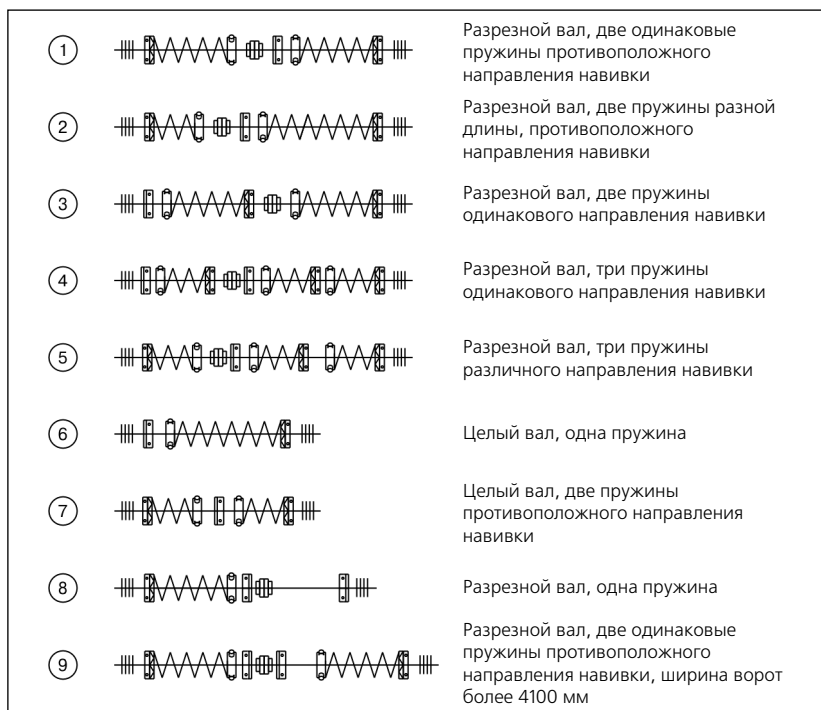 1
Разрезной вал, две одинаковые
пружины противоположного
направления навивки
2
Разрезной вал, две пружины разной
длины, противоположного
направления навивки
3
Разрезной вал, две пружины
одинакового направления навивки
4
Разрезной вал, три пружины
одинакового направления навивки
5
Разрезной вал, три пружины
различного направления навивки
6
Целый вал, одна пружина
7
Целый вал, две пружины
противоположного направления
навивки
8
Разрезной вал, одна пружина
9
Разрезной вал, две одинаковые
пружины противоположного
направления навивки, ширина ворот
более 4100 мм